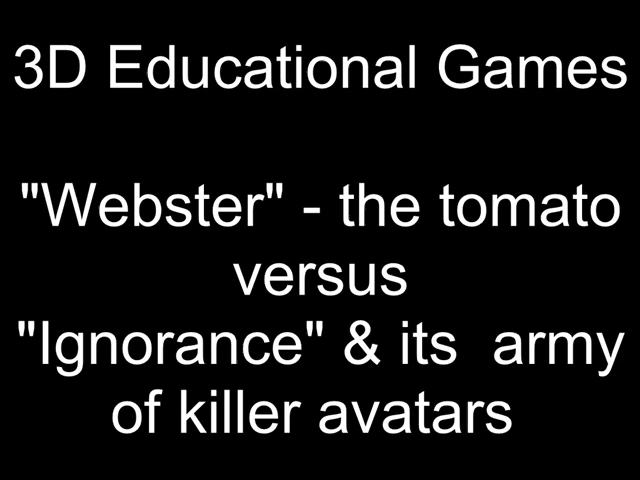 3D Educational Games
"Webster" - the tomato
versus
"Ignorance" & its  army
of killer avatars